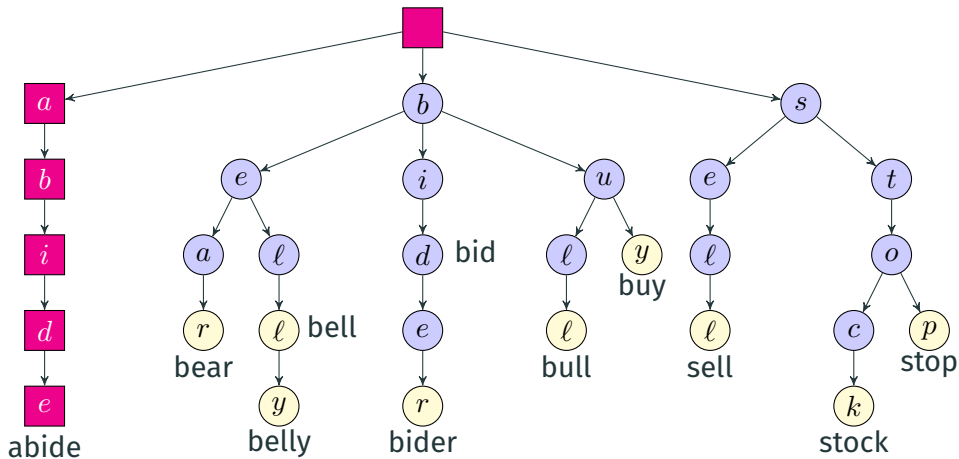 a b s
b e i u e t
i a ℓ d bid ℓ y ℓ o
buy
d r ℓ bell e ℓ ℓ c p
bear bull sell stop
e y r k
abide belly bider stock